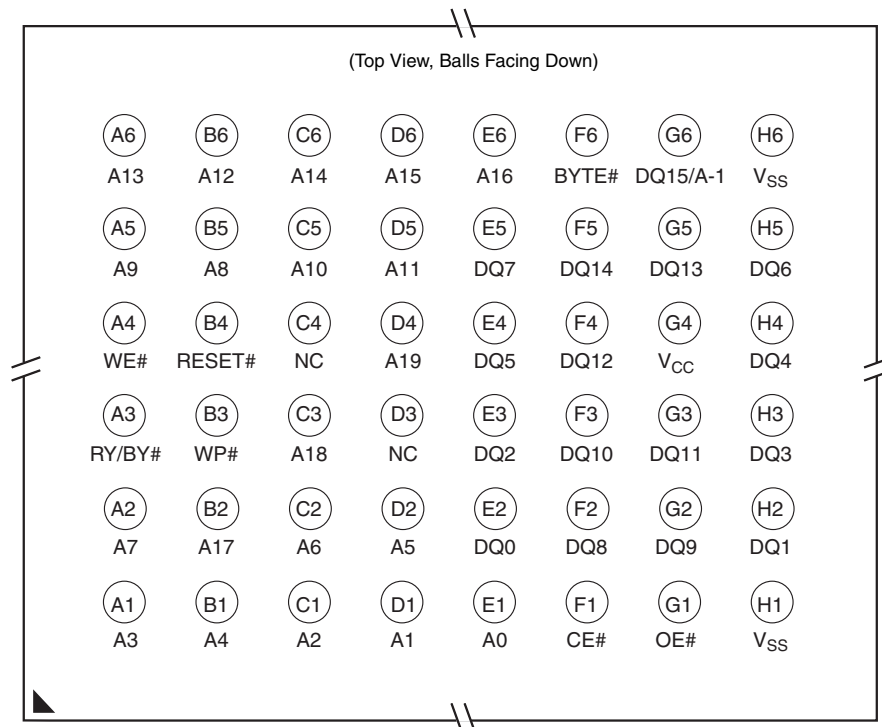 (Top View, Balls Facing Down)
A6 B6 C6 D6 E6 F6 G6 H6
A13 A12 A14 A15 A16 BYTE# DQ15/A-1 VSS
A5 B5 C5 D5 E5 F5 G5 H5
A9 A8 A10 A11 DQ7 DQ14 DQ13 DQ6
A4 B4 C4 D4 E4 F4 G4 H4
WE# RESET# NC A19 DQ5 DQ12 VCC DQ4
A3 B3 C3 D3 E3 F3 G3 H3
RY/BY# WP# A18 NC DQ2 DQ10 DQ11 DQ3
A2 B2 C2 D2 E2 F2 G2 H2
A7 A17 A6 A5 DQ0 DQ8 DQ9 DQ1
A1 B1 C1 D1 E1 F1 G1 H1
A3 A4 A2 A1 A0 CE# OE# VSS